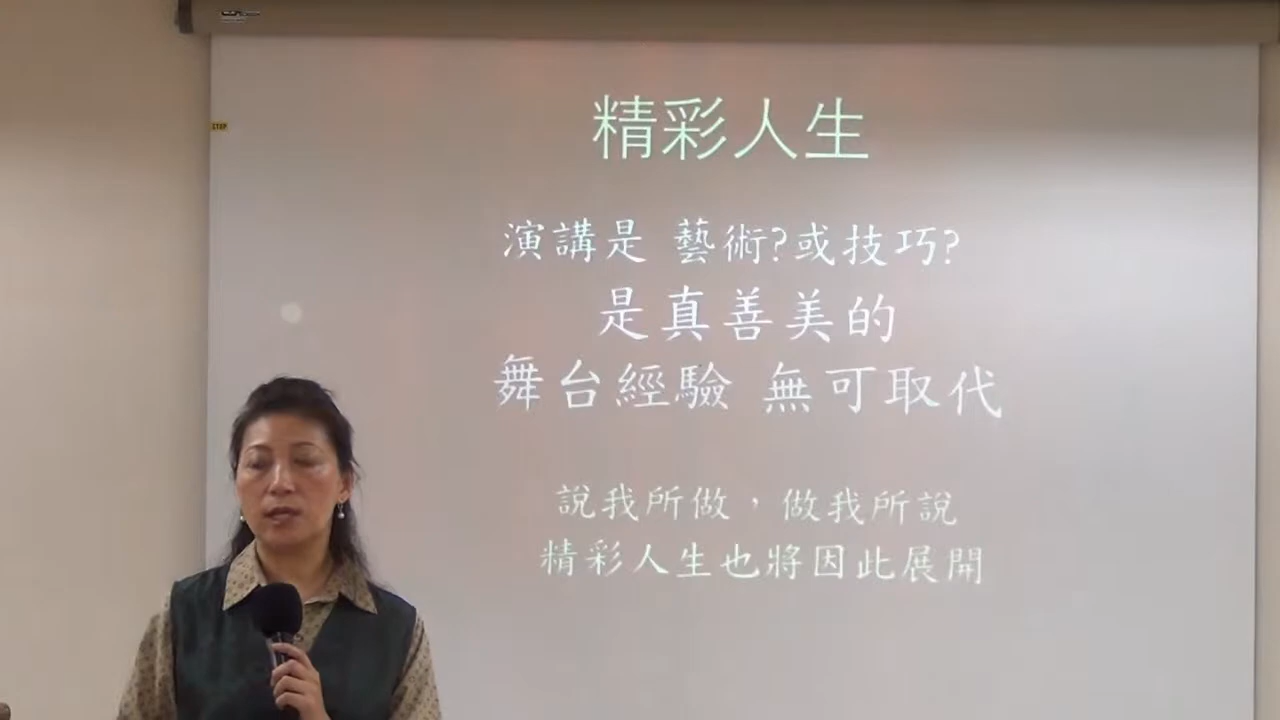 精彩人生
STOP
演講是 藝術?或技巧?
是真善美的
舞台經驗 無可取代
說我所做，做我所說
精彩人生也將因此展開